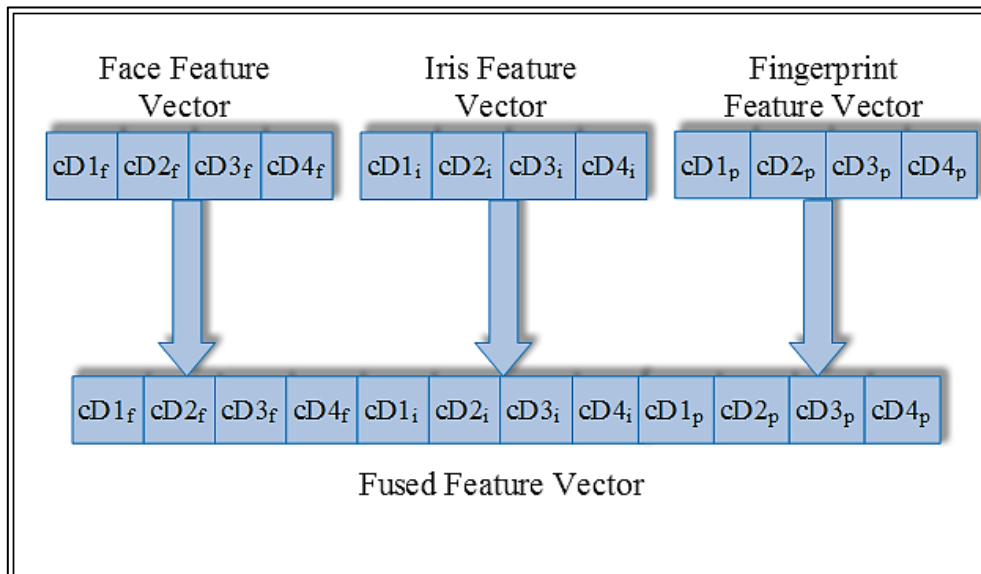 Face Feature
Vector
Iris Feature
Vector
Fingerprint
Feature Vector
cD1f cD2f cD3f cD4f cD1i cD2i cD3i cD4i cD1p cD2p cD3p cD4p
cD1f cD2f cD3f cD4f cD1i cD2i cD3i cD4i cD1p cD2p cD3p cD4p
Fused Feature Vector